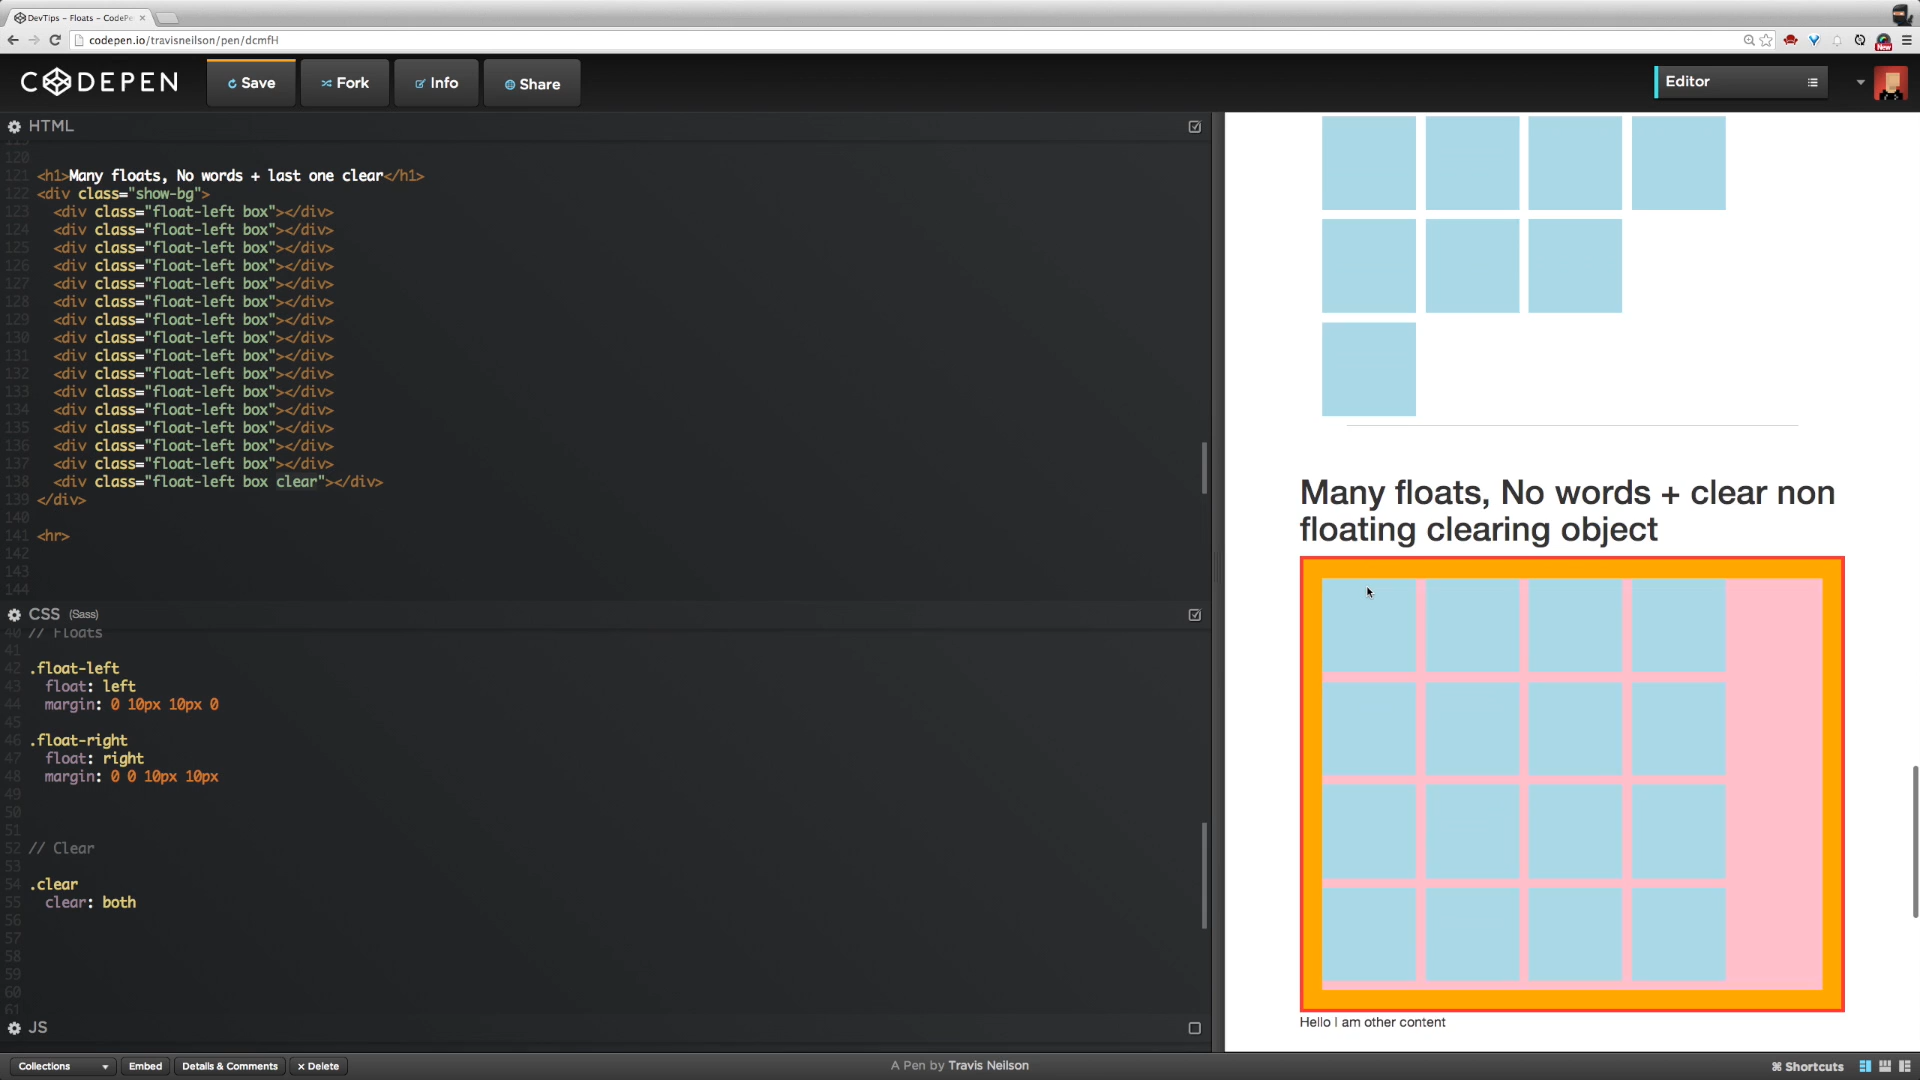 DevTips - Floats - CodePe
codepen.io/travisneilson/pen/dcmfH
New
CODEPEN
Save
Fork
Info
Share
Editor
HTML
119
120
121 <h1>Many floats, No words + last one clear</h1>
122 <div class="show-bg">
123 <div class="float-left box"></div>
124 <div class="float-left box"></div>
125 <div class="float-left box"></div>
126 <div class="float-left box"></div>
127 <div class="float-left box"></div>
128 <div class="float-left box"></div>
129 <div class="float-left box"></div>
130 <div class="float-left box"></div>
131 <div class="float-left box"></div>
132 <div class="float-left box"></div>
133 <div class="float-left box"></div>
134 <div class="float-left box"></div>
135 <div class="float-left box"></div>
136 <div class="float-left box"></div>
137 <div class="float-left box"></div>
138 <div class="float-left box clear"></div>
139 </div>
140
141 <hr>
142
143
144
CSS (Sass)
40 // Floats
41
42 .float-left
43 float: left
44 margin: 0 10px 10px 0
45
46 .float-right
47 float: right
48 margin: 0 0 10px 10px
49
50
51
52 // Clear
53
54 .clear
55 clear: both
56
57
58
59
60
61
JS
Many floats, No words + clear non
floating clearing object
Hello I am other content
Collections
Embed
Details & Comments
x Delete
A Pen by Travis Neilson
⌘ Shortcuts